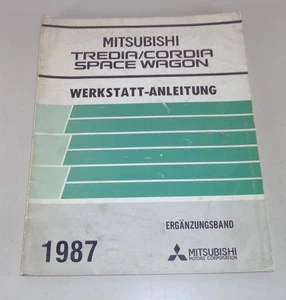 MITSUBISHI
TREDIA/CORDIA
SPACE WAGON
WERKSTATT-ANLEITUNG
ERGÄNZUNGSBAND
1987
MITSUBISHI
MOTORS CORPORATION